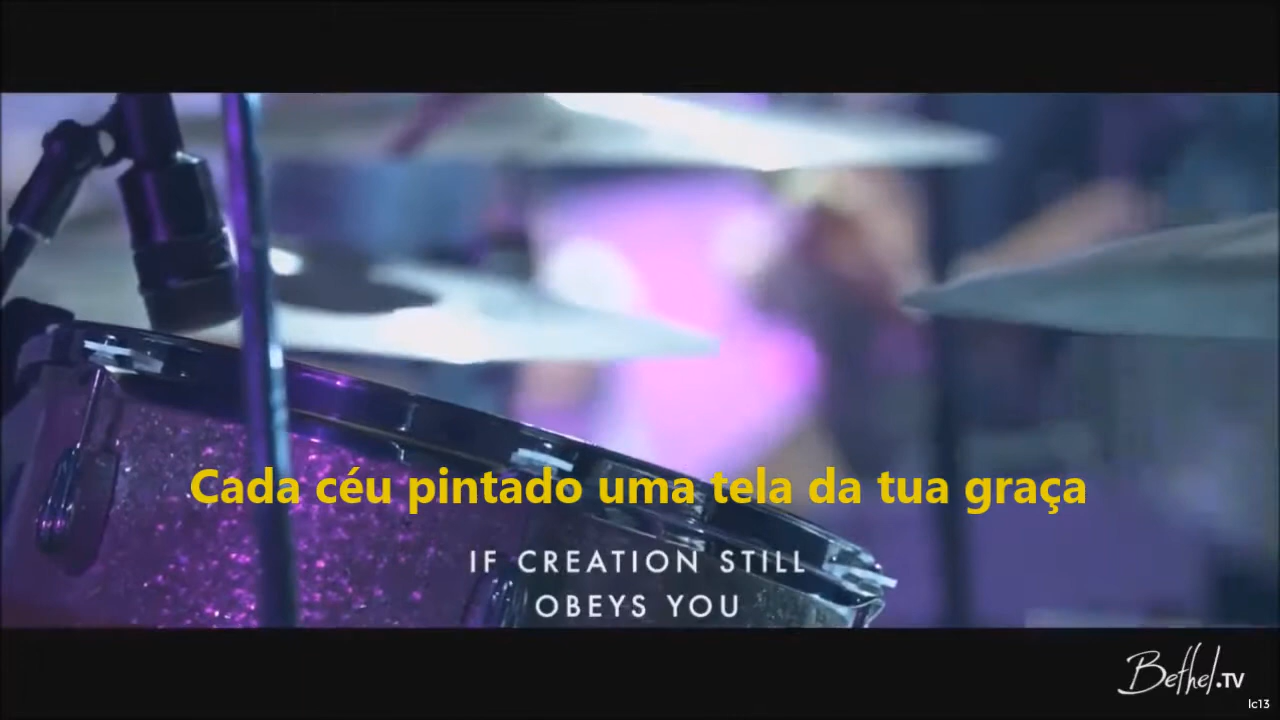 Cada céu pintado uma tela da tua graça
IF CREATION STILL
OBEYS YOU
Bethel.TV
lc13